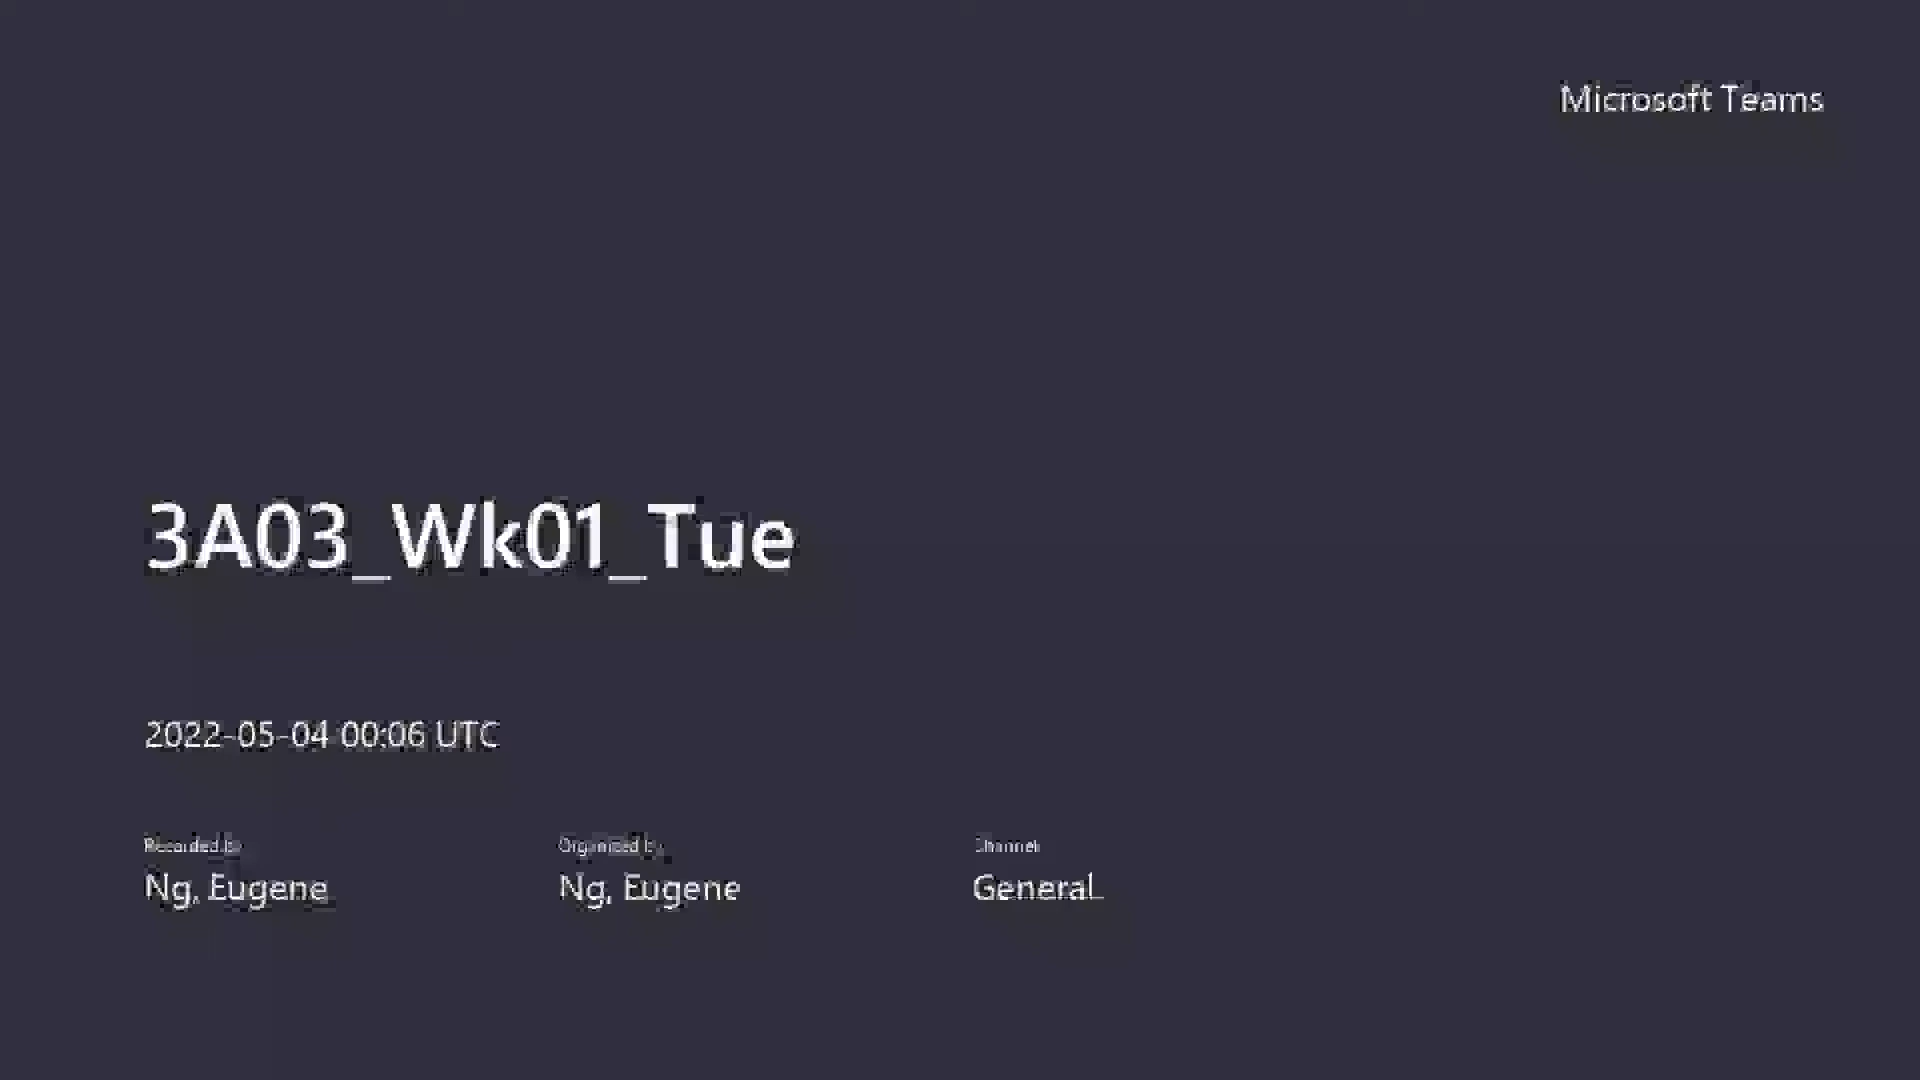 Microsoft Teams
3A03_Wk01_Tue
2022-05-04 00:06 UTC
Recorded by
Organized by
Channel
Ng, Eugene
Ng, Eugene
General